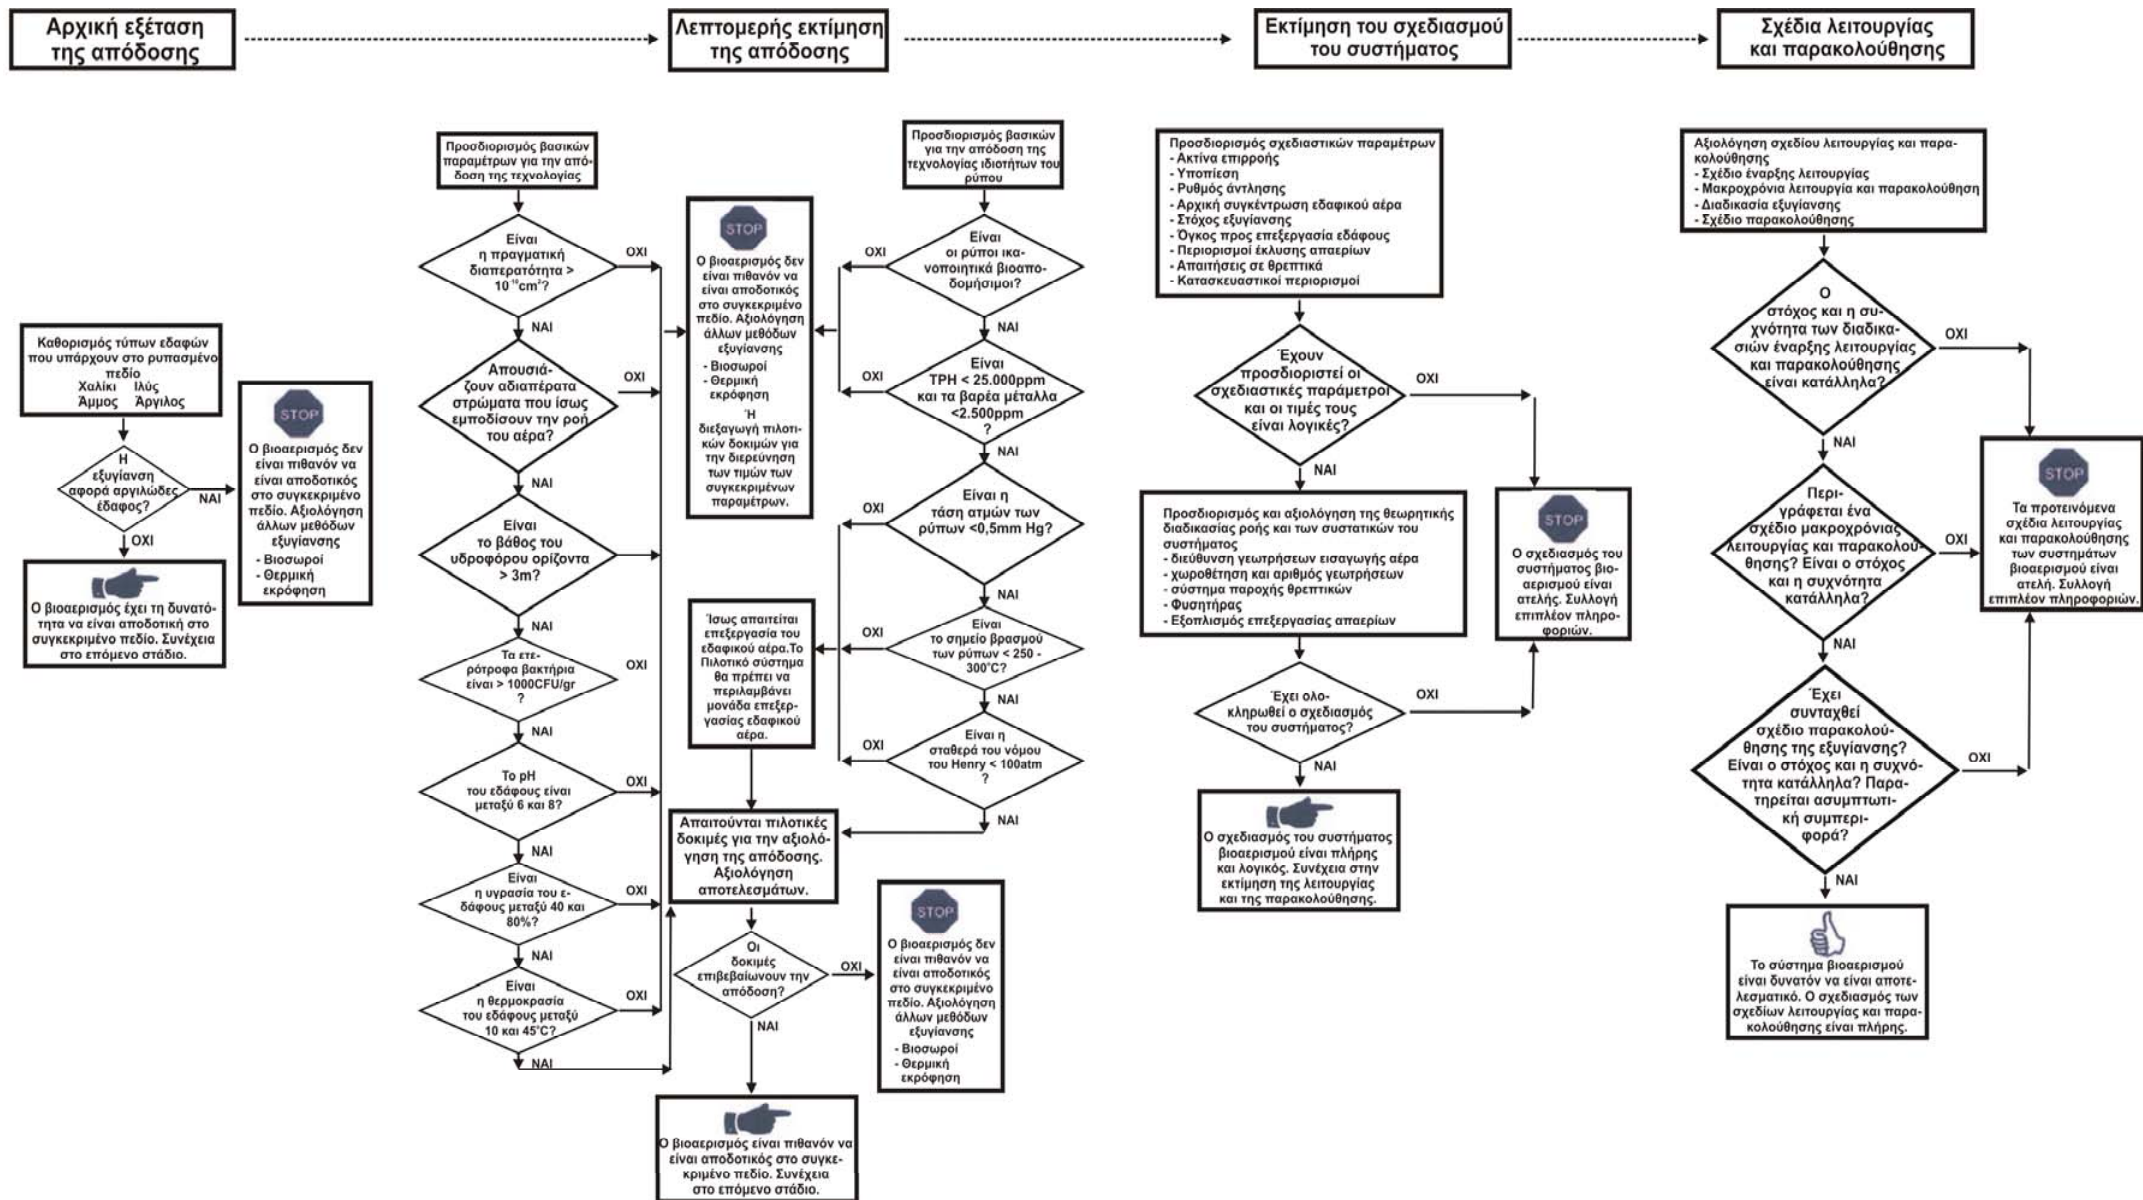 Αρχική εξέταση
της απόδοσης
Λεπτομερής εκτίμηση
της απόδοσης
Εκτίμηση του σχεδιασμού
του συστήματος
Σχέδια λειτουργίας
και παρακολούθησης
Καθορισμός τύπων εδαφών
που υπάρχουν στο ρυπασμένο
πεδίο
Χαλίκι Ιλύς
Άμμος Άργιλος
Η
εξυγίανση
αφορά αργιλώδες
έδαφος?
ΝΑΙ
ΟΧΙ
STOP
Ο βιοαερισμός δεν
είναι πιθανόν να
είναι αποδοτικός
στο συγκεκριμένο
πεδίο. Αξιολόγηση
άλλων μεθόδων
εξυγίανσης
- Βιοσωροί
- Θερμική
εκρόφηση
Ο βιοαερισμός έχει τη δυνατό-
τητα να είναι αποδοτική στο
συγκεκριμένο πεδίο. Συνέχεια
στο επόμενο στάδιο.
Προσδιορισμός βασικών
παραμέτρων για την από-
δοση της τεχνολογίας
Είναι
η πραγματική
διαπερατότητα >
10⁻¹⁰cm²?
ΟΧΙ
ΝΑΙ
Απουσιά-
ζουν αδιαπέρατα
στρώματα που ίσως
εμποδίσουν την ροή
του αέρα?
ΟΧΙ
ΝΑΙ
Είναι
το βάθος του
υδροφόρου ορίζοντα
> 3m?
ΝΑΙ
Τα ετε-
ρότροφα βακτήρια
είναι > 1000CFU/gr
?
ΟΧΙ
ΝΑΙ
Το pH
του εδάφους είναι
μεταξύ 6 και 8?
ΟΧΙ
ΝΑΙ
Είναι
η υγρασία του ε-
δάφους μεταξύ 40 και
80%?
ΟΧΙ
ΝΑΙ
Είναι
η θερμοκρασία
του εδάφους μεταξύ
10 και 45°C?
ΟΧΙ
ΝΑΙ
STOP
Ο βιοαερισμός δεν
είναι πιθανόν να
είναι αποδοτικός
στο συγκεκριμένο
πεδίο. Αξιολόγηση
άλλων μεθόδων
εξυγίανσης
- Βιοσωροί
- Θερμική
εκρόφηση
Ή
διεξαγωγή πιλοτι-
κών δοκιμών για
την διερεύνηση
των τιμών των
συγκεκριμένων
παραμέτρων.
Προσδιορισμός βασικών
για την απόδοση της
τεχνολογίας ιδιοτήτων του
ρύπου
Είναι
οι ρύποι ικα-
νοποιητικά βιοαπο-
δομήσιμοι?
ΟΧΙ
ΝΑΙ
Είναι
TPH < 25.000ppm
και τα βαρέα μέταλλα
<2.500ppm
?
ΟΧΙ
ΝΑΙ
Είναι η
τάση ατμών των
ρύπων <0,5mm Hg?
ΟΧΙ
ΝΑΙ
Είναι
το σημείο βρασμού
των ρύπων < 250 -
300°C?
ΟΧΙ
ΝΑΙ
Είναι η
σταθερά του νόμου
του Henry < 100atm
?
ΟΧΙ
ΝΑΙ
Ίσως απαιτείται
επεξεργασία του
εδαφικού αέρα.Το
Πιλοτικό σύστημα
θα πρέπει να
περιλαμβάνει
μονάδα επεξερ-
γασίας εδαφικού
αέρα.
Απαιτούνται πιλοτικές
δοκιμές για την αξιολό-
γηση της απόδοσης.
Αξιολόγηση
αποτελεσμάτων.
Οι
δοκιμές
επιβεβαίωνουν την
απόδοση?
ΟΧΙ
ΝΑΙ
STOP
Ο βιοαερισμός δεν
είναι πιθανόν να
είναι αποδοτικός
στο συγκεκριμένο
πεδίο. Αξιολόγηση
άλλων μεθόδων
εξυγίανσης
- Βιοσωροί
- Θερμική
εκρόφηση
Ο βιοαερισμός είναι πιθανόν να
είναι αποδοτικός στο συγκε-
κριμένο πεδίο. Συνέχεια
στο επόμενο στάδιο.
Προσδιορισμός σχεδιαστικών παραμέτρων
- Ακτίνα επιρροής
- Υποπίεση
- Ρυθμός άντλησης
- Αρχική συγκέντρωση εδαφικού αέρα
- Στόχος εξυγίανσης
- Όγκος προς επεξεργασία εδάφους
- Περιορισμοί έκλυσης απαερίων
- Απαιτήσεις σε θρεπτικά
- Κατασκευαστικοί περιορισμοί
Έχουν
προσδιοριστεί οι
σχεδιαστικές παράμετροι
και οι τιμές τους
είναι λογικές?
ΟΧΙ
ΝΑΙ
Προσδιορισμός και αξιολόγηση της θεωρητικής
διαδικασίας ροής και των συστατικών του
συστήματος
- διεύθυνση γεωτρήσεων εισαγωγής αέρα
- χωροθέτηση και αριθμός γεωτρήσεων
- σύστημα παροχής θρεπτικών
- Φυσητήρας
- Εξοπλισμός επεξεργασίας απαερίων
Έχει ολο-
κληρωθεί ο σχεδιασμός
του συστήματος?
ΟΧΙ
ΝΑΙ
STOP
Ο σχεδιασμός του
συστήματος βιο-
αερισμού είναι
ατελής. Συλλογή
επιπλέον πληρο-
φοριών.
Ο σχεδιασμός του συστήματος
βιοαερισμού είναι πλήρης
και λογικός. Συνέχεια στην
εκτίμηση της λειτουργίας
και της παρακολούθησης.
Αξιολόγηση σχεδίου λειτουργίας και παρα-
κολούθησης
- Σχέδιο έναρξης λειτουργίας
- Μακροχρόνια λειτουργία και παρακολούθηση
- Διαδικασία εξυγίανσης
- Σχέδιο παρακολούθησης
Ο
στόχος και η συ-
χνότητα των διαδικα-
σιών έναρξης λειτουργίας
και παρακολούθησης
είναι κατάλληλα?
ΟΧΙ
ΝΑΙ
Περι-
γράφεται ένα
σχέδιο μακροχρόνιας
λειτουργίας και παρακολού-
θησης? Είναι ο στόχος
και η συχνότητα
κατάλληλα?
ΟΧΙ
ΝΑΙ
Έχει
συνταχθεί
σχέδιο παρακολού-
θησης της εξυγίανσης?
Είναι ο στόχος και η συχνό-
τητα κατάλληλα? Παρα-
τηρείται ασυμπτωτι-
κή συμπερι-
φορά?
ΟΧΙ
ΝΑΙ
STOP
Τα προτεινόμενα
σχέδια λειτουργίας
και παρακολούθησης
των συστημάτων
βιοαερισμού είναι
ατελή. Συλλογή
επιπλέον πληροφοριών.
Το σύστημα βιοαερισμού
είναι δυνατόν να είναι αποτε-
λεσματικό. Ο σχεδιασμός των
σχεδίων λειτουργίας και παρα-
κολούθησης είναι πλήρης.